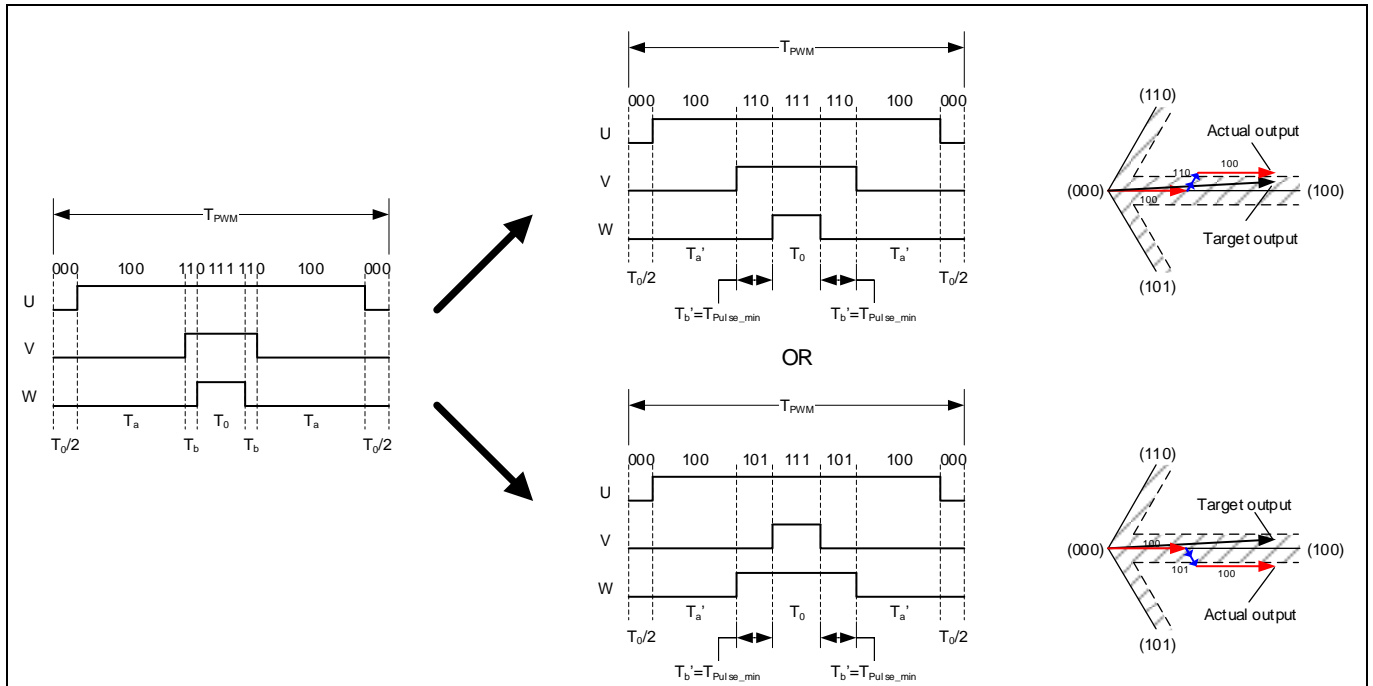 T_PWM
000 100 110 111 110 100 000
U
V
W
T_a T_0 T_a
T_0/2 T_b T_b T_0/2
T_PWM
000 100 110 111 110 100 000
U
V
W
T_a' T_0 T_a'
T_0/2 T_0/2
T_b'=T_Pulse_min T_b'=T_Pulse_min
(110)
Actual output
100
110
(000) (100)
100
Target output
(101)
OR
T_PWM
000 100 101 111 101 100 000
U
V
W
T_a' T_0 T_a'
T_0/2 T_0/2
T_b'=T_Pulse_min T_b'=T_Pulse_min
(110)
Target output
100
(000) (100)
101 100
Actual output
(101)